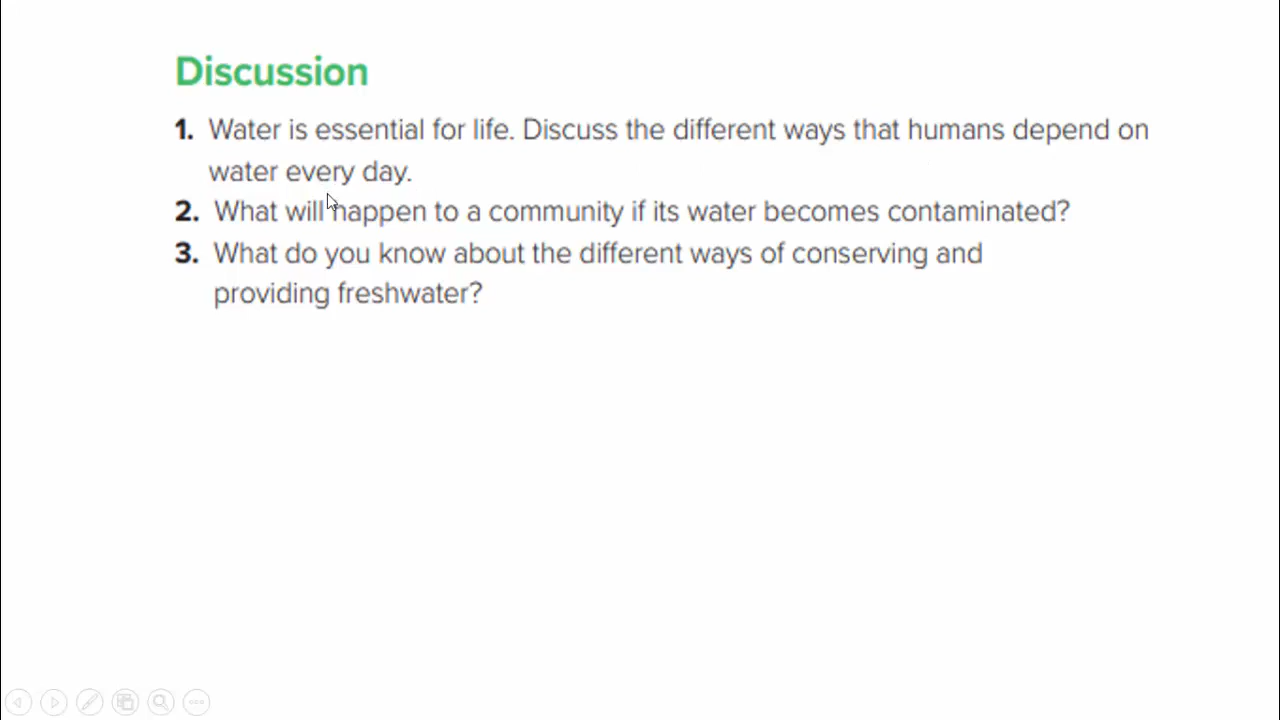 Discussion
1. Water is essential for life. Discuss the different ways that humans depend on
water every day.
2. What will happen to a community if its water becomes contaminated?
3. What do you know about the different ways of conserving and
providing freshwater?